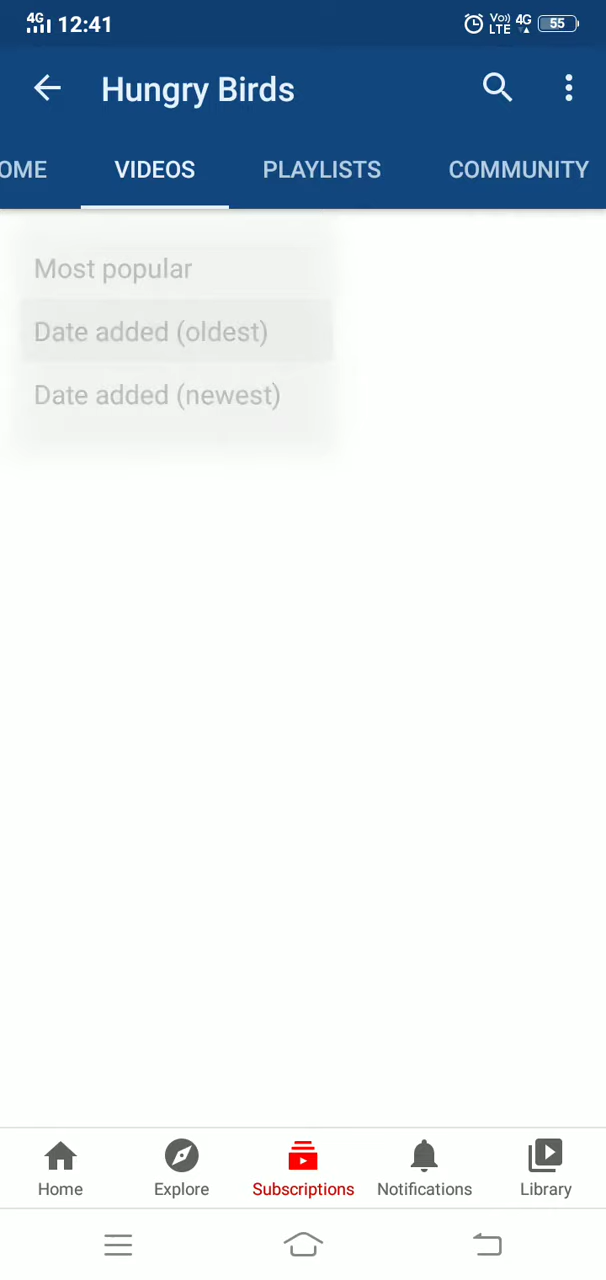 4G 12:41 Vo)) LTE 4G 55
Hungry Birds
OME VIDEOS PLAYLISTS COMMUNITY
Most popular
Date added (oldest)
Date added (newest)
Home Explore Subscriptions Notifications Library